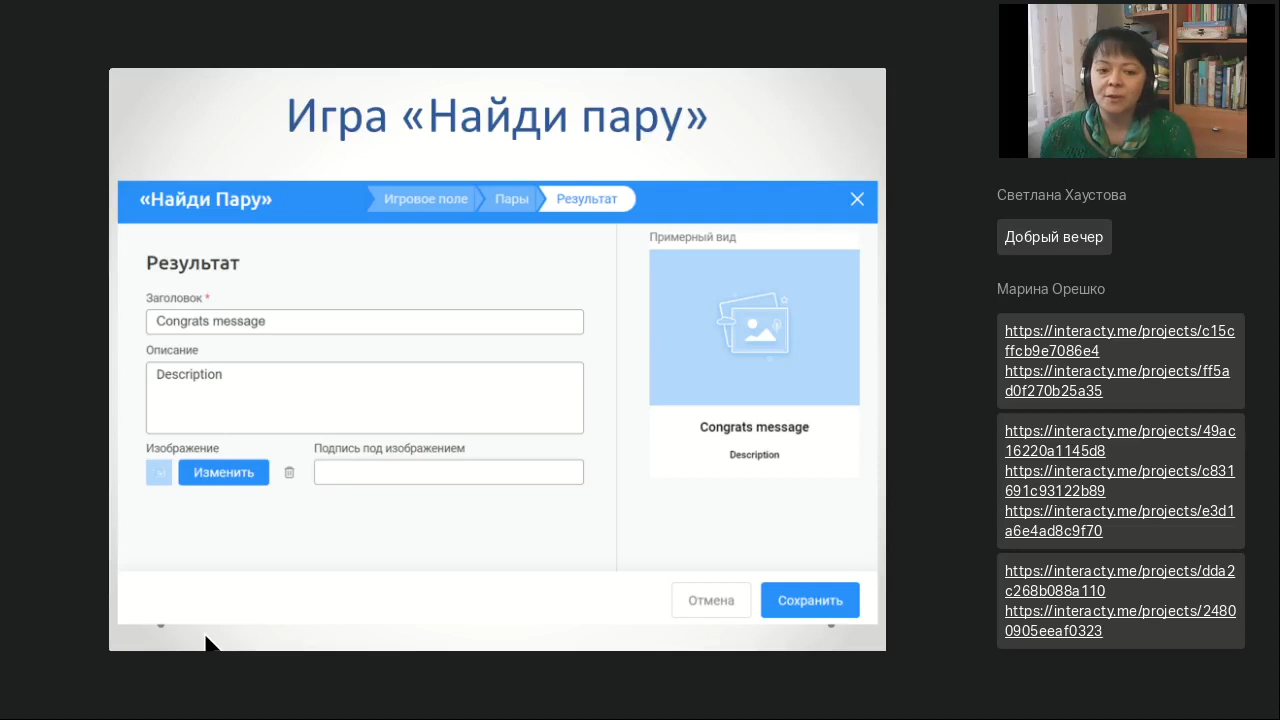 Игра «Найди пару»
«Найди Пару»
Игровое поле
Пары
Результат
Результат
Заголовок *
Congrats message
Описание
Description
Изображение
Подпись под изображением
Изменить
Примерный вид
Congrats message
Description
Отмена
Сохранить
Светлана Хаустова
Добрый вечер
Марина Орешко
https://interacty.me/projects/c15c
ffcb9e7086e4
https://interacty.me/projects/ff5a
d0f270b25a35
https://interacty.me/projects/49ac
16220a1145d8
https://interacty.me/projects/c831
691c93122b89
https://interacty.me/projects/e3d1
a6e4ad8c9f70
https://interacty.me/projects/dda2
c268b088a110
https://interacty.me/projects/2480
0905eeaf0323